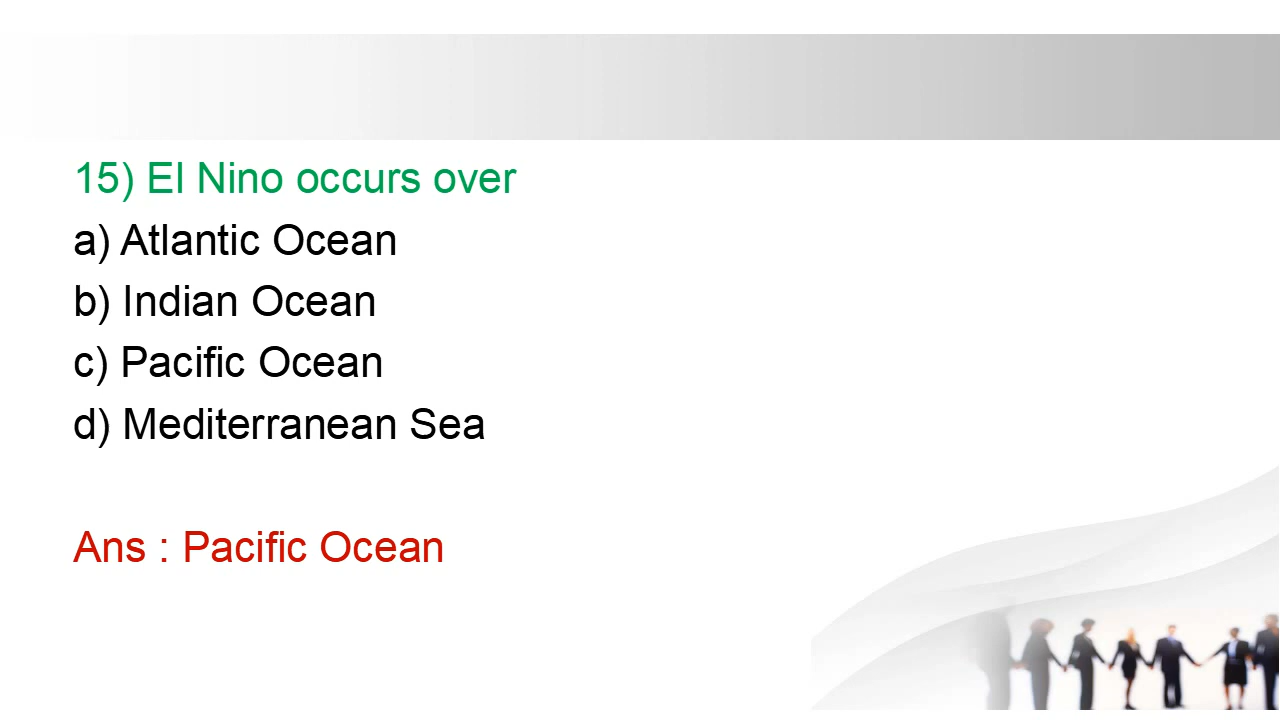 15) El Nino occurs over
a) Atlantic Ocean
b) Indian Ocean
c) Pacific Ocean
d) Mediterranean Sea
Ans : Pacific Ocean